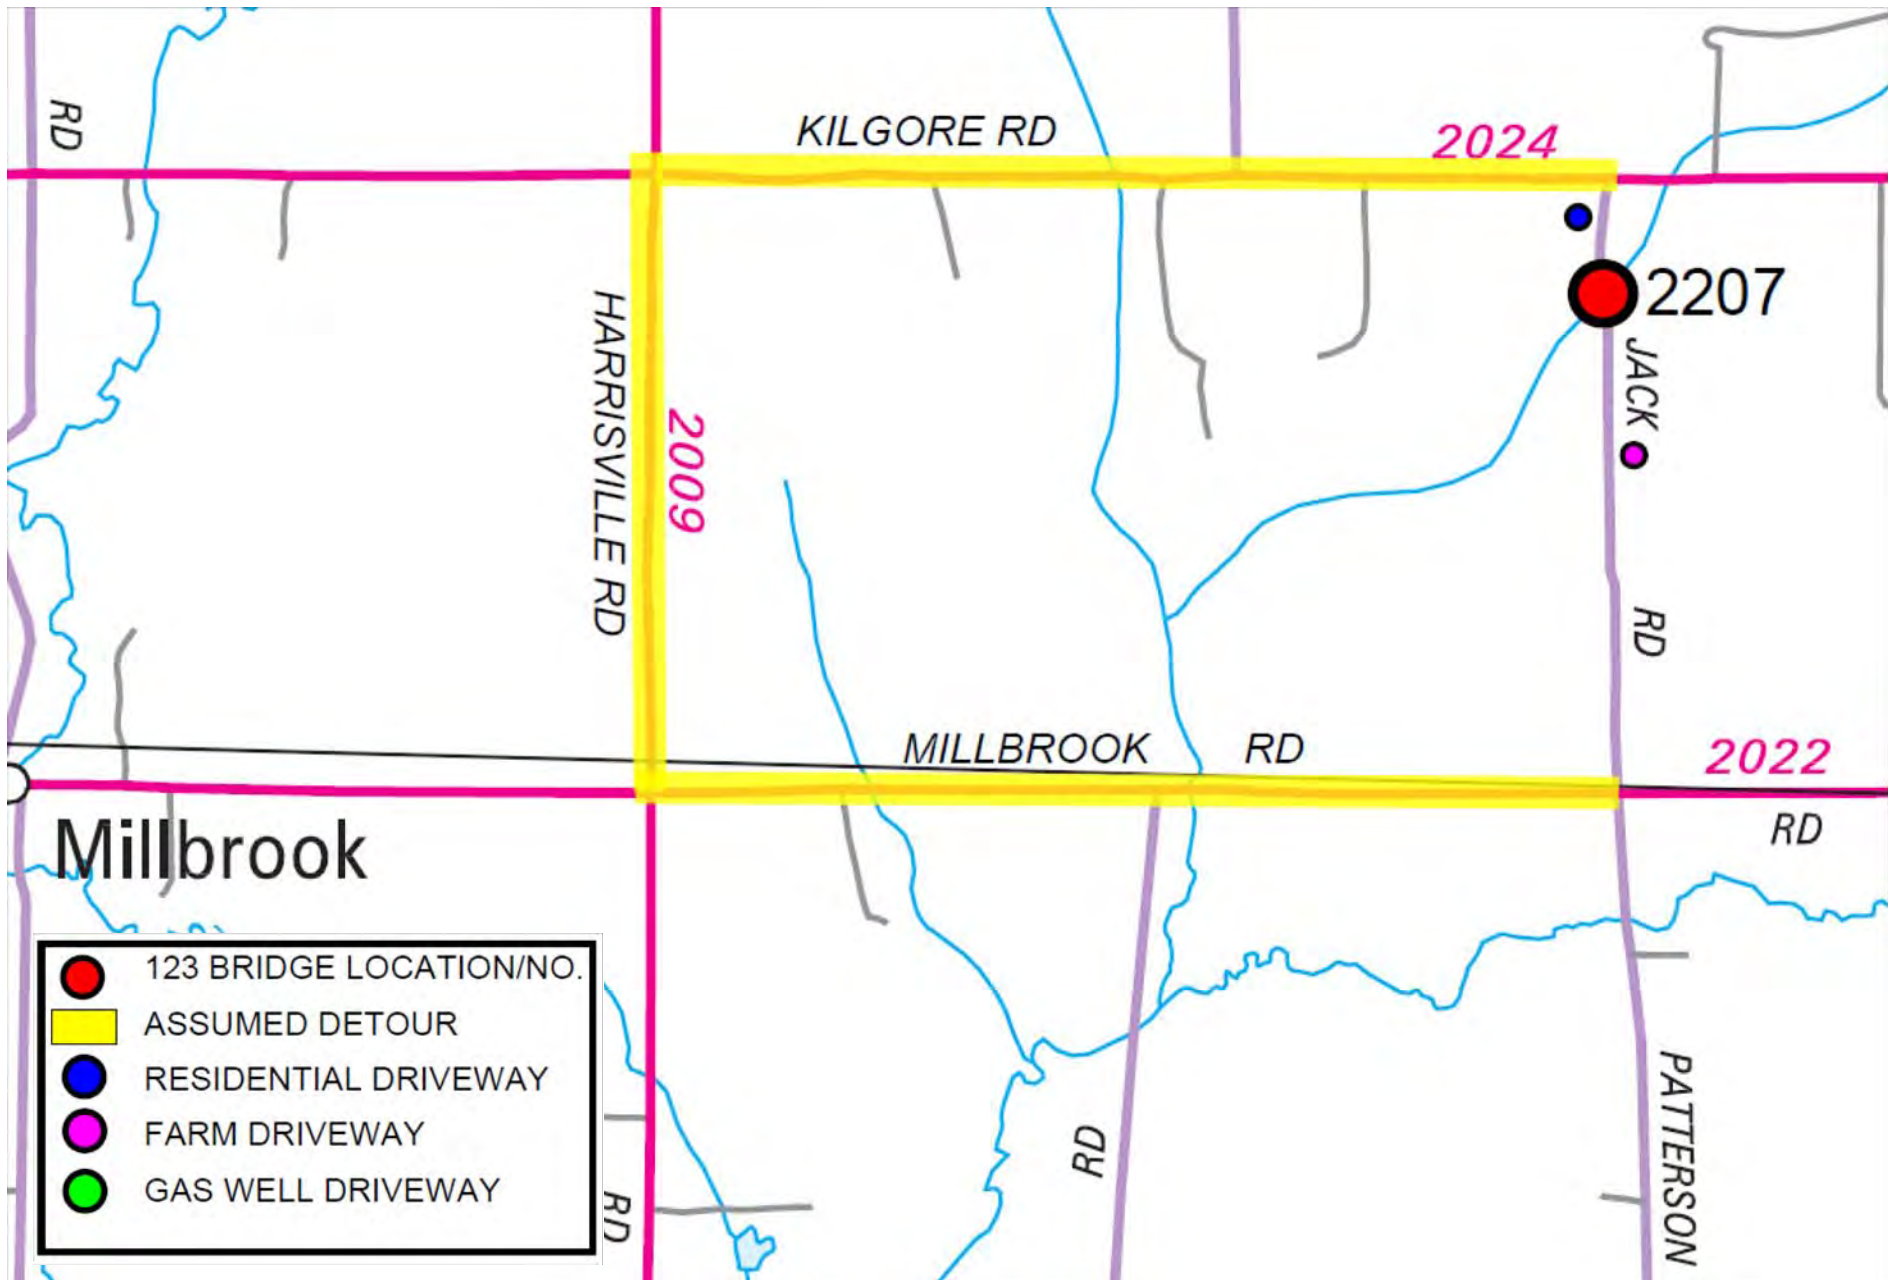 RD
KILGORE RD
2024
2207
HARRISVILLE RD
2009
JACK
RD
MILLBROOK RD
2022
RD
Millbrook
123 BRIDGE LOCATION/NO.
ASSUMED DETOUR
RESIDENTIAL DRIVEWAY
FARM DRIVEWAY
GAS WELL DRIVEWAY
RD
RD
PATTERSON